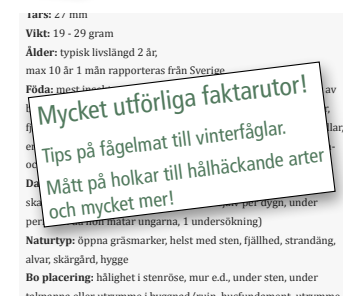 Tars: 27 mm
Vikt: 19 - 29 gram
Ålder: typisk livslängd 2 år,
max 10 år 1 mån rapporteras från Sverige
Föda: mest av
Mycket utförliga faktarutor!
Tips på fågelmat till vinterfåglar.
Mått på holkar till hålhäckande arter
och mycket mer!
per dygn, under
hon matar ungarna, 1 undersökning)
Naturtyp: öppna gräsmarker, helst med sten, fjällhed, strandäng,
alvar, skärgård, hygge
Bo placering: hålighet i stenröse, mur e.d., under sten, under